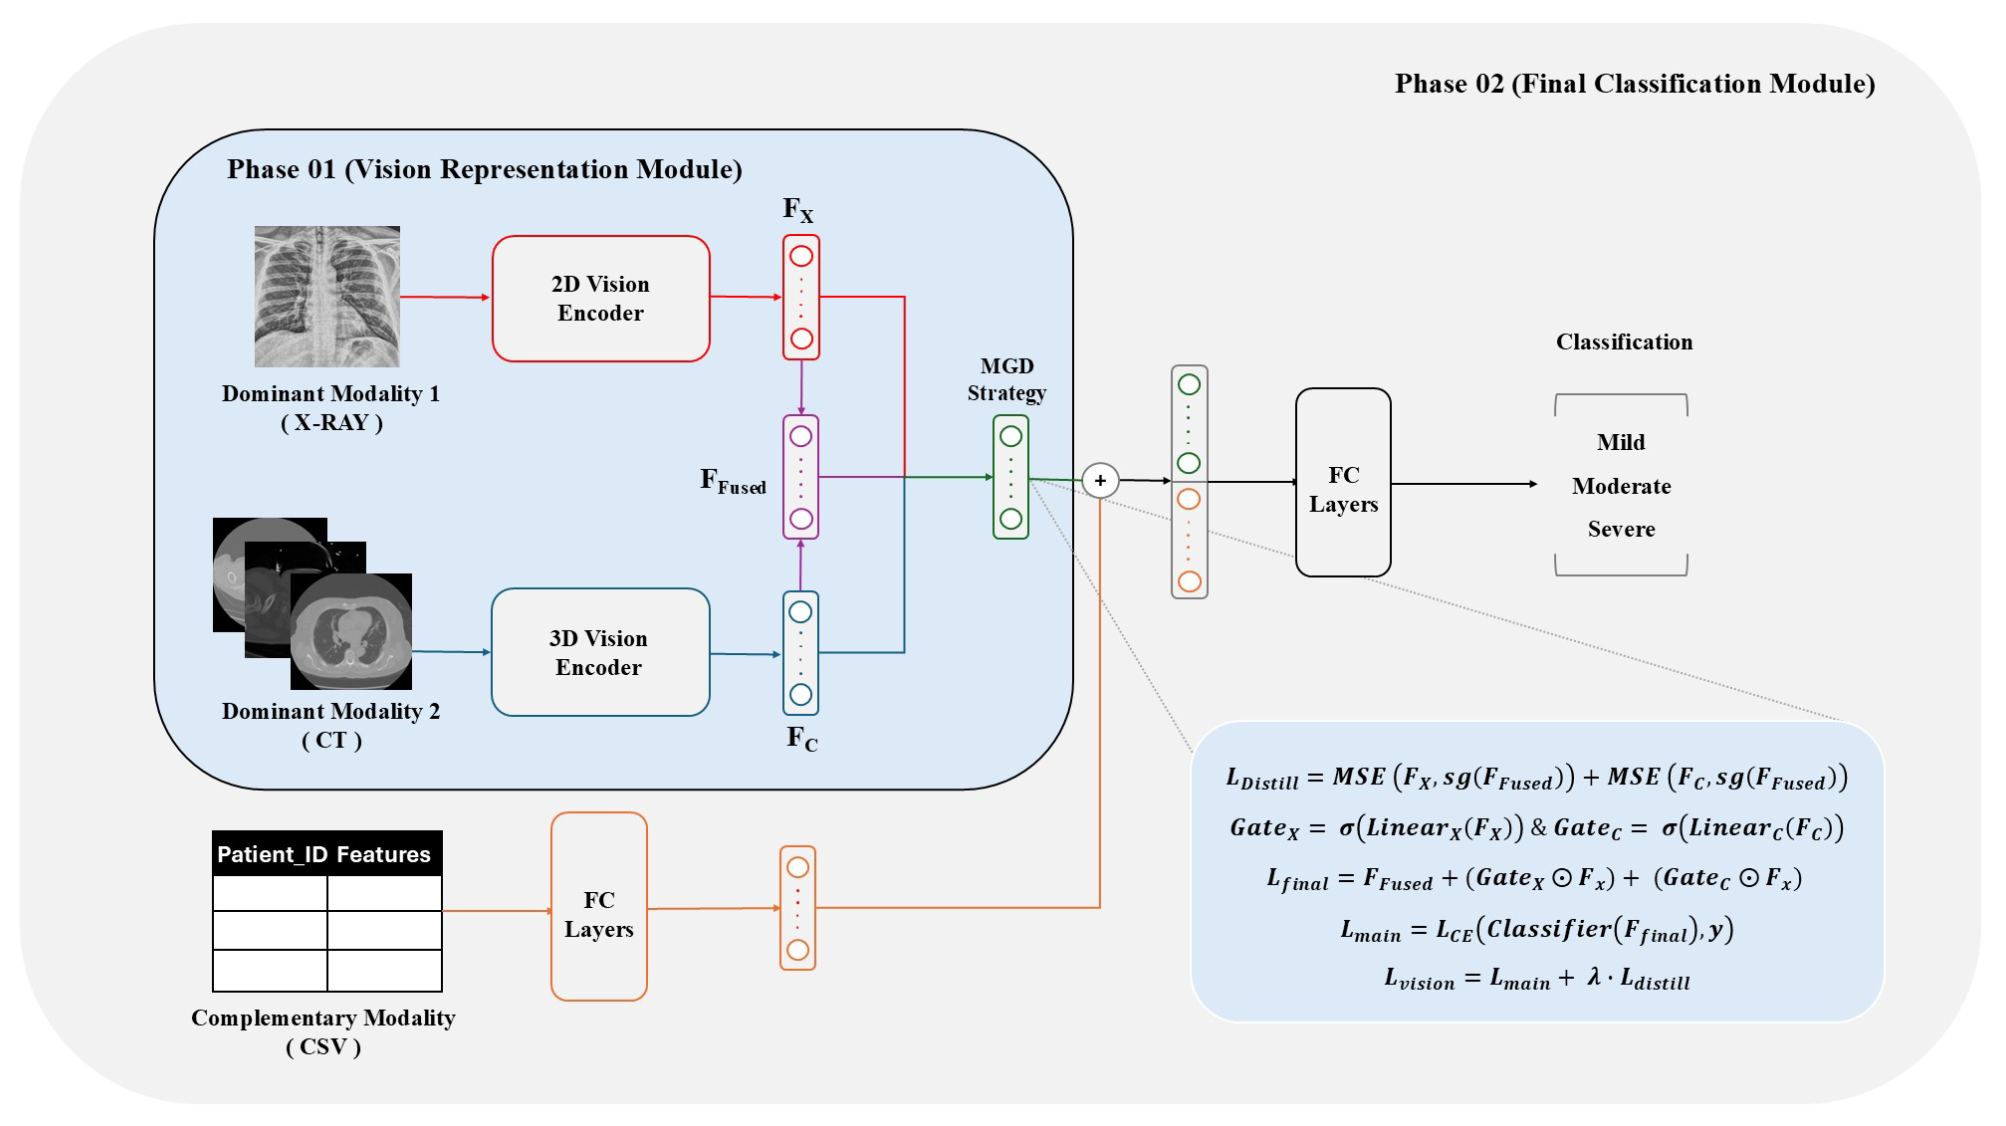 Phase 02 (Final Classification Module)
Phase 01 (Vision Representation Module)
F_X
2D Vision
Encoder
Dominant Modality 1
( X-RAY )
MGD
Strategy
F_Fused
+
FC
Layers
Classification
Mild
Moderate
Severe
3D Vision
Encoder
Dominant Modality 2
( CT )
F_C
L_Distill = MSE (F_X, sg(F_Fused)) + MSE (F_C, sg(F_Fused))
Gate_X = σ(Linear_X(F_X)) & Gate_C = σ(Linear_C(F_C))
L_final = F_Fused + (Gate_X ⊙ F_x) + (Gate_C ⊙ F_x)
L_main = L_CE(Classifier(F_final), y)
L_vision = L_main + λ · L_distill
Patient_ID Features
FC
Layers
Complementary Modality
( CSV )